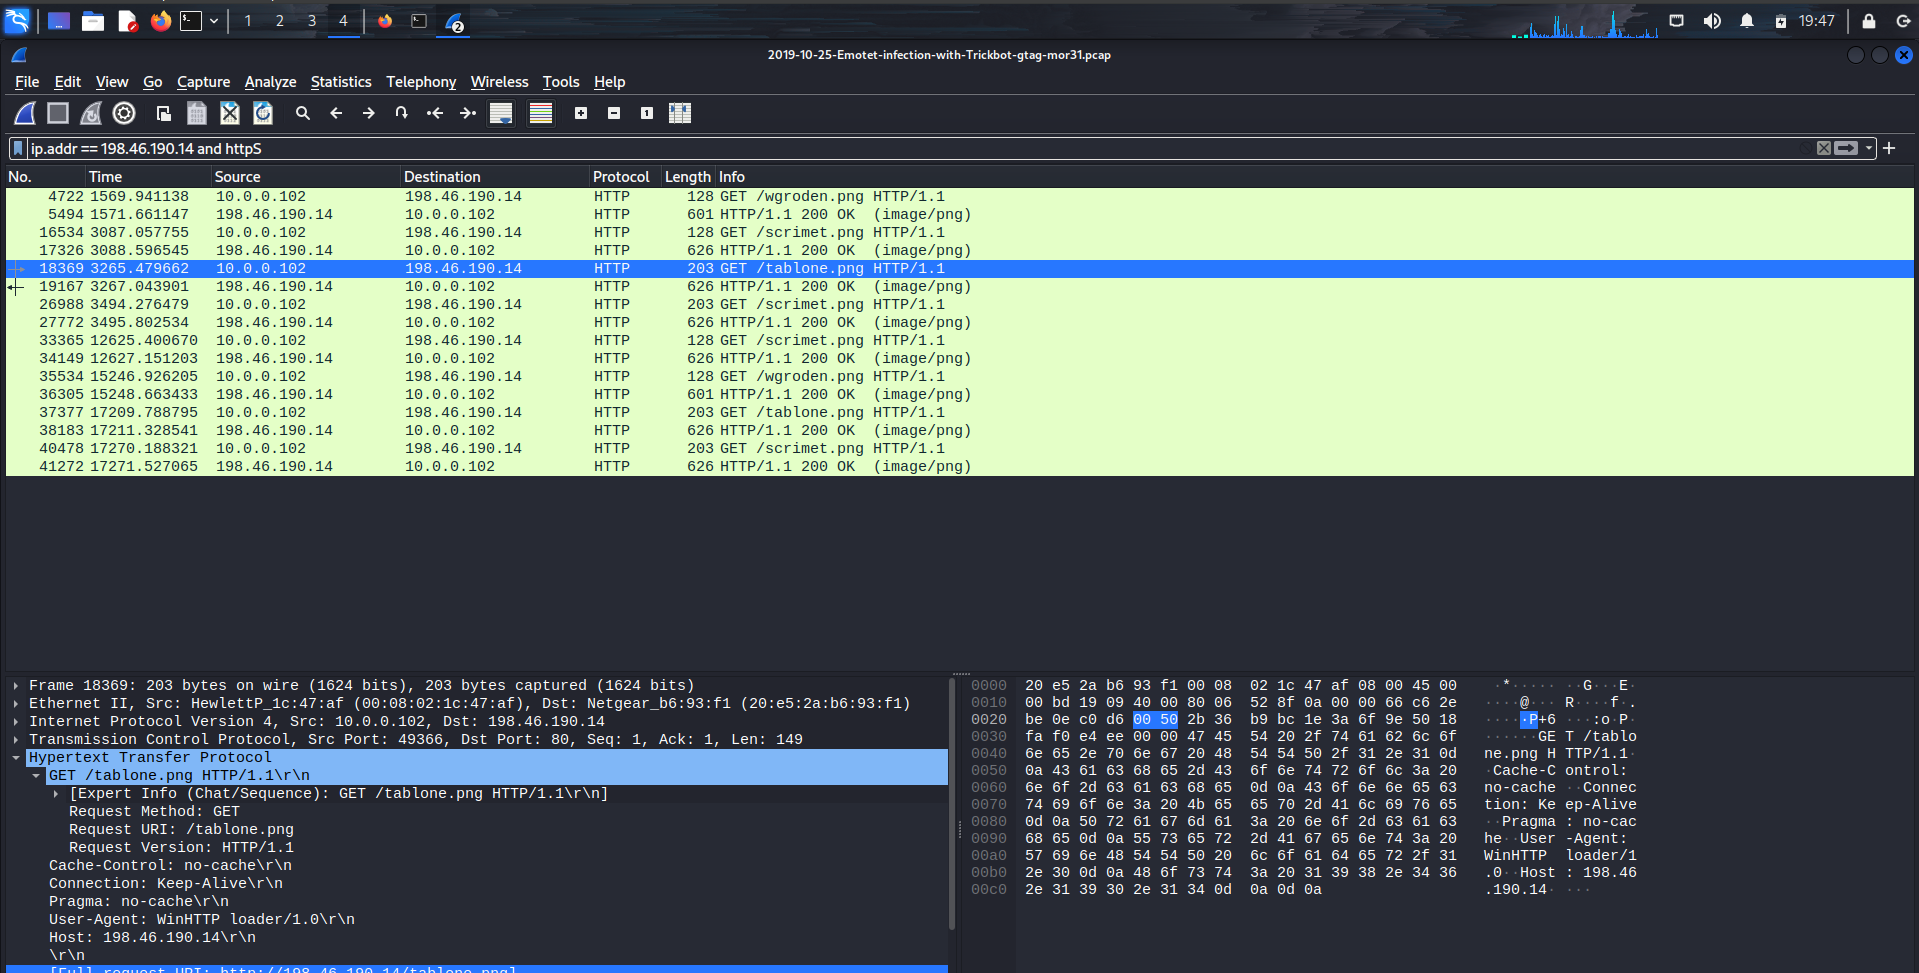 1 2 3 4 2 19:47
2019-10-25-Emotet-infection-with-Trickbot-gtag-mor31.pcap
File Edit View Go Capture Analyze Statistics Telephony Wireless Tools Help
ip.addr == 198.46.190.14 and httpS
No. Time Source Destination Protocol Length Info
4722 1569.941138 10.0.0.102 198.46.190.14 HTTP 128 GET /wgroden.png HTTP/1.1
5494 1571.661147 198.46.190.14 10.0.0.102 HTTP 601 HTTP/1.1 200 OK (image/png)
16534 3087.057755 10.0.0.102 198.46.190.14 HTTP 128 GET /scrimet.png HTTP/1.1
17326 3088.596545 198.46.190.14 10.0.0.102 HTTP 626 HTTP/1.1 200 OK (image/png)
18369 3265.479662 10.0.0.102 198.46.190.14 HTTP 203 GET /tablone.png HTTP/1.1
19167 3267.043901 198.46.190.14 10.0.0.102 HTTP 626 HTTP/1.1 200 OK (image/png)
26988 3494.276479 10.0.0.102 198.46.190.14 HTTP 203 GET /scrimet.png HTTP/1.1
27772 3495.802534 198.46.190.14 10.0.0.102 HTTP 626 HTTP/1.1 200 OK (image/png)
33365 12625.400670 10.0.0.102 198.46.190.14 HTTP 128 GET /scrimet.png HTTP/1.1
34149 12627.151203 198.46.190.14 10.0.0.102 HTTP 626 HTTP/1.1 200 OK (image/png)
35534 15246.926205 10.0.0.102 198.46.190.14 HTTP 128 GET /wgroden.png HTTP/1.1
36305 15248.663433 198.46.190.14 10.0.0.102 HTTP 601 HTTP/1.1 200 OK (image/png)
37377 17209.788795 10.0.0.102 198.46.190.14 HTTP 203 GET /tablone.png HTTP/1.1
38183 17211.328541 198.46.190.14 10.0.0.102 HTTP 626 HTTP/1.1 200 OK (image/png)
40478 17270.188321 10.0.0.102 198.46.190.14 HTTP 203 GET /scrimet.png HTTP/1.1
41272 17271.527065 198.46.190.14 10.0.0.102 HTTP 626 HTTP/1.1 200 OK (image/png)
Frame 18369: 203 bytes on wire (1624 bits), 203 bytes captured (1624 bits)
Ethernet II, Src: HewlettP_1c:47:af (00:08:02:1c:47:af), Dst: Netgear_b6:93:f1 (20:e5:2a:b6:93:f1)
Internet Protocol Version 4, Src: 10.0.0.102, Dst: 198.46.190.14
Transmission Control Protocol, Src Port: 49366, Dst Port: 80, Seq: 1, Ack: 1, Len: 149
Hypertext Transfer Protocol
GET /tablone.png HTTP/1.1\r\n
[Expert Info (Chat/Sequence): GET /tablone.png HTTP/1.1\r\n]
Request Method: GET
Request URI: /tablone.png
Request Version: HTTP/1.1
Cache-Control: no-cache\r\n
Connection: Keep-Alive\r\n
Pragma: no-cache\r\n
User-Agent: WinHTTP loader/1.0\r\n
Host: 198.46.190.14\r\n
\r\n
[Full request URI: http://198.46.190.14/tablone.png]
0000 20 e5 2a b6 93 f1 00 08 02 1c 47 af 08 00 45 00 ·*····· ··G···E·
0010 00 bd 19 09 40 00 80 06 52 8f 0a 00 00 66 c6 2e ····@··· R····f·.
0020 be 0e c0 d6 00 50 2b 36 b9 bc 1e 3a 6f 9e 50 18 ·····P+6 ···:o·P·
0030 fa f0 e4 ee 00 00 47 45 54 20 2f 74 61 62 6c 6f ······GET /tablo
0040 6e 65 2e 70 6e 67 20 48 54 54 50 2f 31 2e 31 0d ne.png HTTP/1.1·
0050 0a 43 61 63 68 65 2d 43 6f 6e 74 72 6f 6c 3a 20 ·Cache-Control:
0060 6e 6f 2d 63 61 63 68 65 0d 0a 43 6f 6e 6e 65 63 no-cache ··Connec
0070 74 69 6f 6e 3a 20 4b 65 65 70 2d 41 6c 69 76 65 tion: Keep-Alive
0080 0d 0a 50 72 61 67 6d 61 3a 20 6e 6f 2d 63 61 63 ··Pragma: no-cac
0090 68 65 0d 0a 55 73 65 72 2d 41 67 65 6e 74 3a 20 he··User-Agent:
00a0 57 69 6e 48 54 54 50 20 6c 6f 61 64 65 72 2f 31 WinHTTP loader/1
00b0 2e 30 0d 0a 48 6f 73 74 3a 20 31 39 38 2e 34 36 .0··Host: 198.46
00c0 2e 31 39 30 2e 31 34 0d 0a 0d 0a .190.14· ···